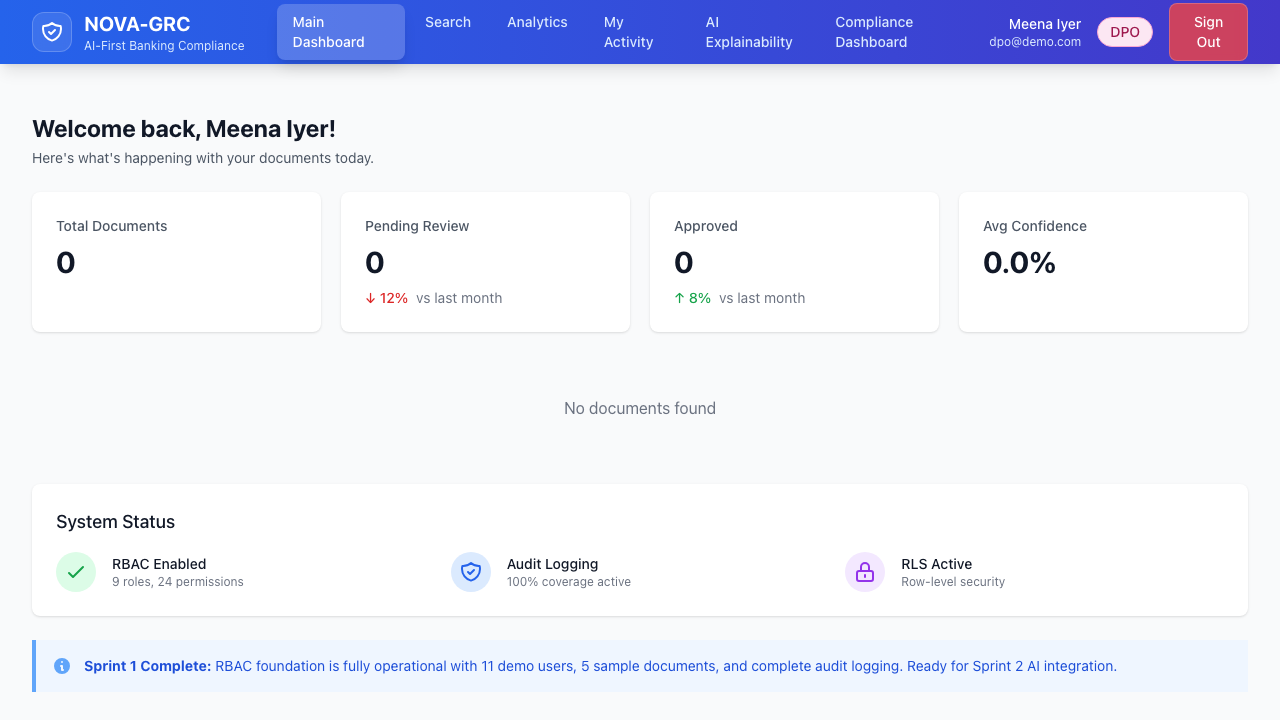 NOVA-GRC
AI-First Banking Compliance
Main
Dashboard
Search
Analytics
My
Activity
AI
Explainability
Compliance
Dashboard
Meena Iyer
dpo@demo.com
DPO
Sign
Out
Welcome back, Meena Iyer!
Here's what's happening with your documents today.
Total Documents
0
Pending Review
0
↓ 12% vs last month
Approved
0
↑ 8% vs last month
Avg Confidence
0.0%
No documents found
System Status
RBAC Enabled
9 roles, 24 permissions
Audit Logging
100% coverage active
RLS Active
Row-level security
Sprint 1 Complete: RBAC foundation is fully operational with 11 demo users, 5 sample documents, and complete audit logging. Ready for Sprint 2 AI integration.